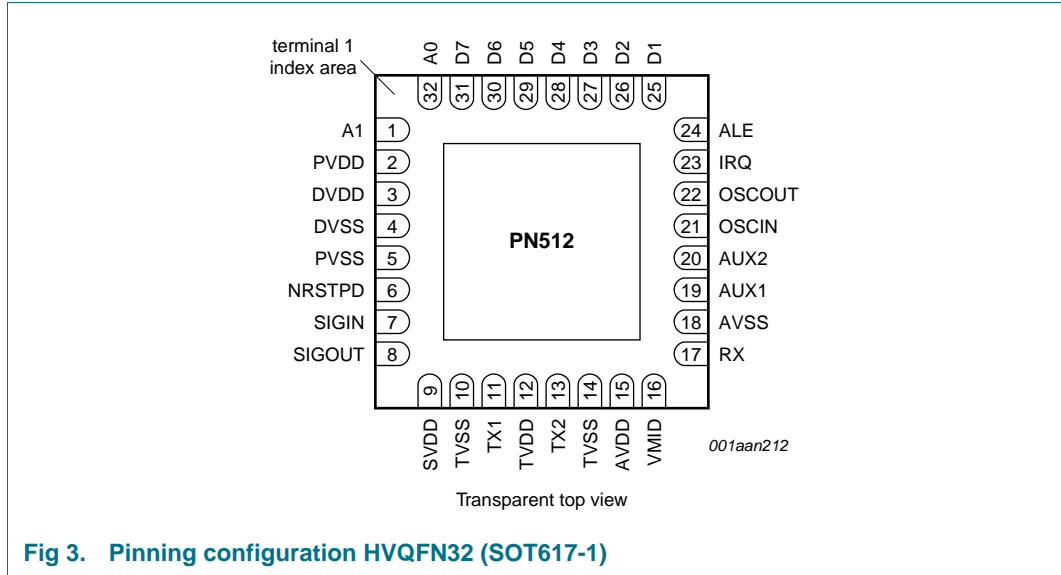 terminal 1
index area
A0 D7 D6 D5 D4 D3 D2 D1
32 31 30 29 28 27 26 25
A1 1 24 ALE
PVDD 2 23 IRQ
DVDD 3 22 OSCOUT
DVSS 4 21 OSCIN
PN512
PVSS 5 20 AUX2
NRSTPD 6 19 AUX1
SIGIN 7 18 AVSS
SIGOUT 8 17 RX
9 10 11 12 13 14 15 16
SVDD TVSS TX1 TVDD TX2 TVSS AVDD VMID
001aan212
Transparent top view
Fig 3. Pinning configuration HVQFN32 (SOT617-1)